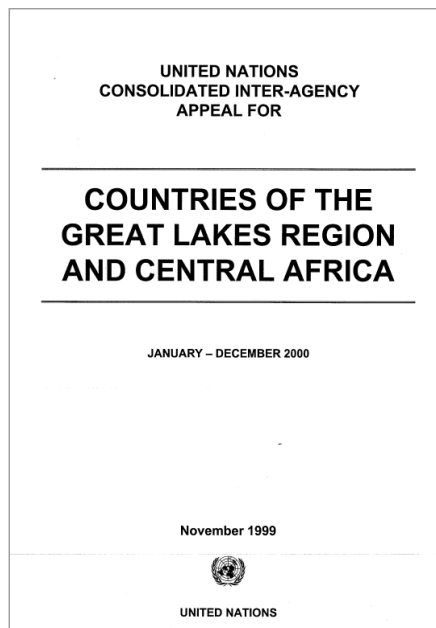 UNITED NATIONS
CONSOLIDATED INTER-AGENCY
APPEAL FOR
COUNTRIES OF THE
GREAT LAKES REGION
AND CENTRAL AFRICA
JANUARY – DECEMBER 2000
November 1999
UNITED NATIONS